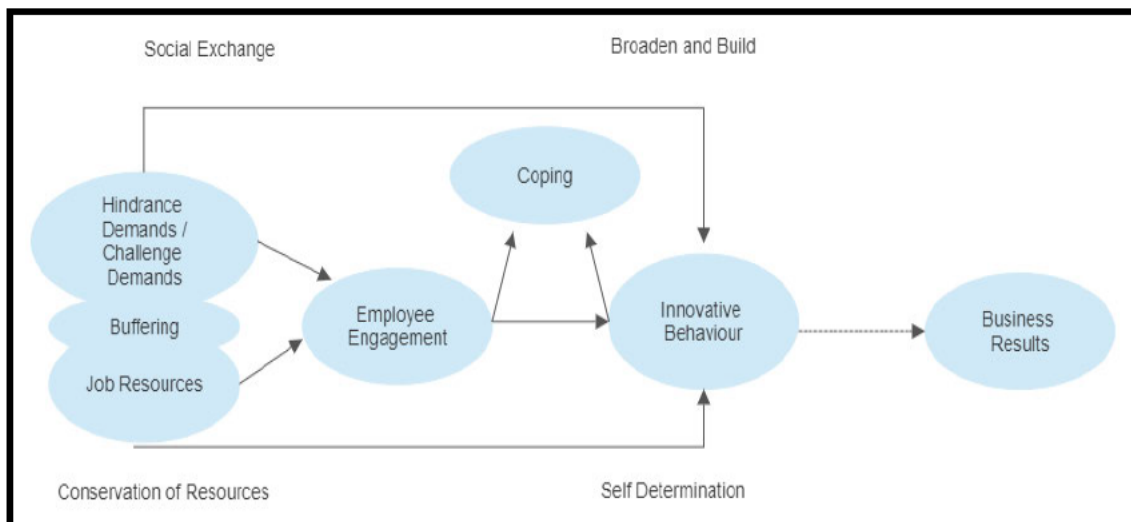 Social Exchange
Broaden and Build
Coping
Hindrance
Demands /
Challenge
Demands
Buffering
Job Resources
Employee
Engagement
Innovative
Behaviour
Business
Results
Conservation of Resources
Self Determination